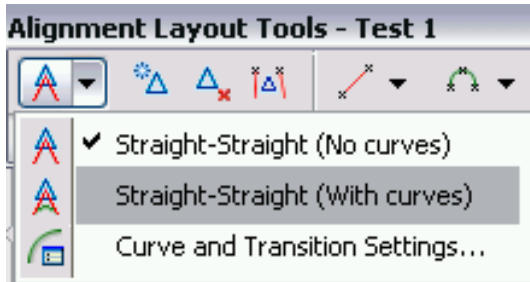 Alignment Layout Tools - Test 1
Straight-Straight (No curves)
Straight-Straight (With curves)
Curve and Transition Settings...